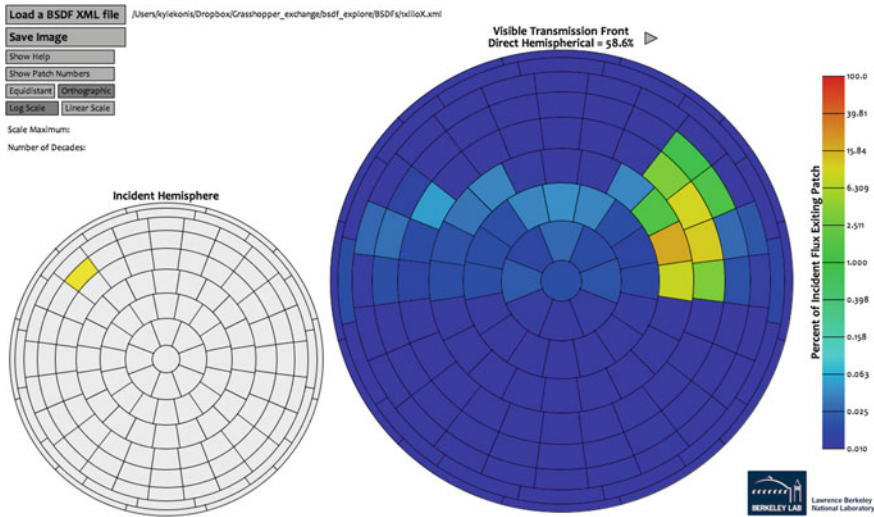 Load a BSDF XML file
/Users/kylekonis/Dropbox/Grasshopper_exchange/bsdf_explore/BSDFs/1xilioX.xml
Save Image
Show Help
Show Patch Numbers
Equidistant Orthographic
Log Scale Linear Scale
Scale Maximum:
Number of Decades:
Visible Transmission Front
Direct Hemispherical = 58.6%
Incident Hemisphere
Percent of Incident Flux Exiting Patch
100.0
39.81
15.84
6.309
2.511
1.000
0.398
0.158
0.063
0.025
0.010
BERKELEY LAB
Lawrence Berkeley
National Laboratory